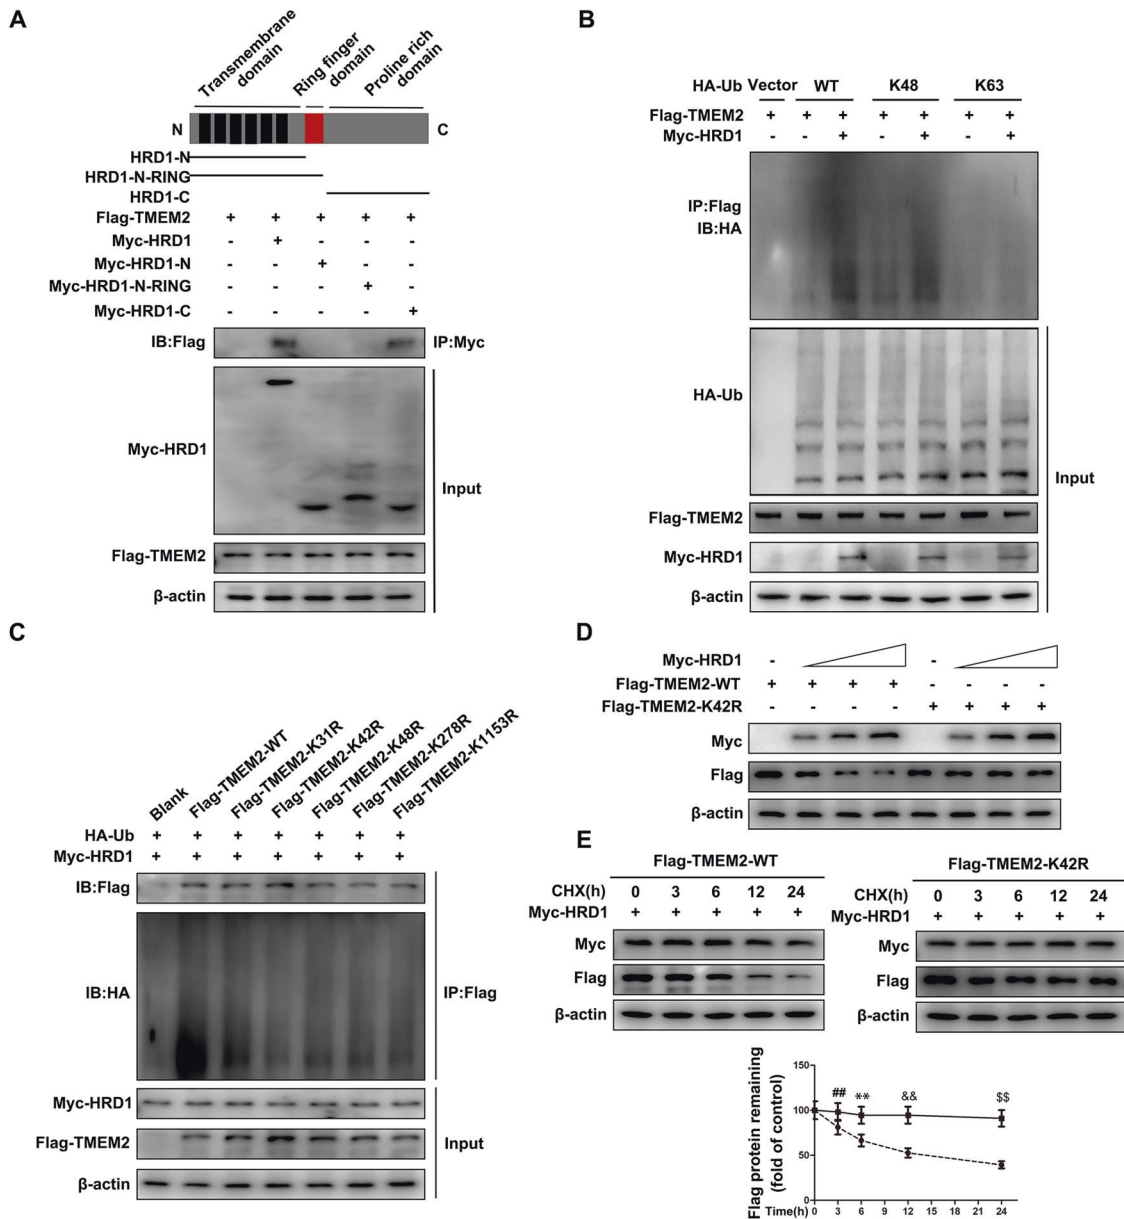 A
Transmembrane
domain
Ring finger
domain
Proline rich
domain
N
C
HRD1-N
HRD1-N-RING
HRD1-C
Flag-TMEM2 + + + + +
Myc-HRD1 - + - - -
Myc-HRD1-N - - + - -
Myc-HRD1-N-RING - - - + -
Myc-HRD1-C - - - - +
IB:Flag
IP:Myc
Myc-HRD1
Input
Flag-TMEM2
β-actin
B
HA-Ub Vector WT K48 K63
Flag-TMEM2 + + + + + + +
Myc-HRD1 - - + - + - +
IP:Flag
IB:HA
HA-Ub
Input
Flag-TMEM2
Myc-HRD1
β-actin
C
Blank
Flag-TMEM2-WT
Flag-TMEM2-K31R
Flag-TMEM2-K42R
Flag-TMEM2-K48R
Flag-TMEM2-K278R
Flag-TMEM2-K1153R
HA-Ub + + + + + + +
Myc-HRD1 + + + + + + +
IB:Flag
IB:HA
IP:Flag
Myc-HRD1
Flag-TMEM2
Input
β-actin
D
Myc-HRD1 - -
Flag-TMEM2-WT + + + + - - - -
Flag-TMEM2-K42R - - - - + + + +
Myc
Flag
β-actin
E
Flag-TMEM2-WT
CHX(h) 0 3 6 12 24
Myc-HRD1 + + + + +
Myc
Flag
β-actin
Flag-TMEM2-K42R
CHX(h) 0 3 6 12 24
Myc-HRD1 + + + + +
Myc
Flag
β-actin
Flag protein remaining
(fold of control)
150
100
50
0
## ** && $$
Time(h) 0 3 6 9 12 15 18 21 24